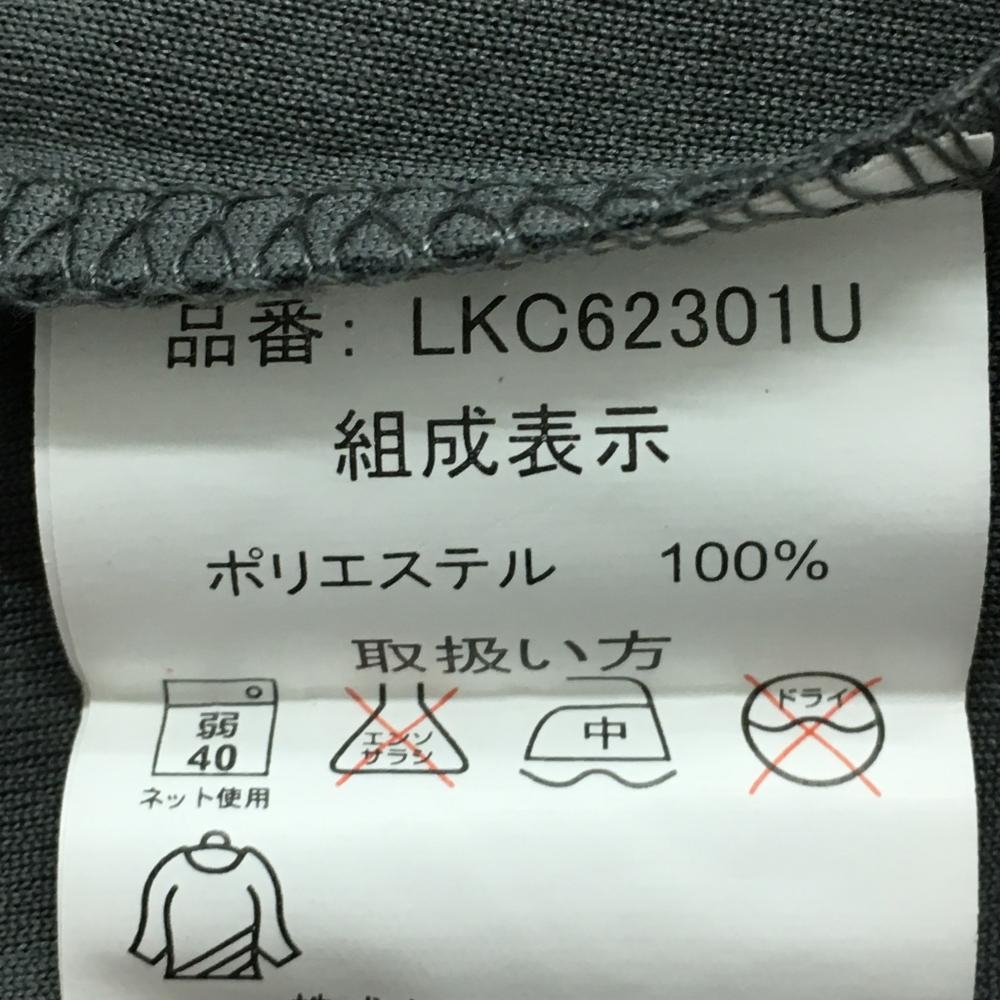 品番: LKC62301U
組成表示
ポリエステル 100%
取扱い方
弱
40
エンソ
サラシ
中
ドライ
ネット使用